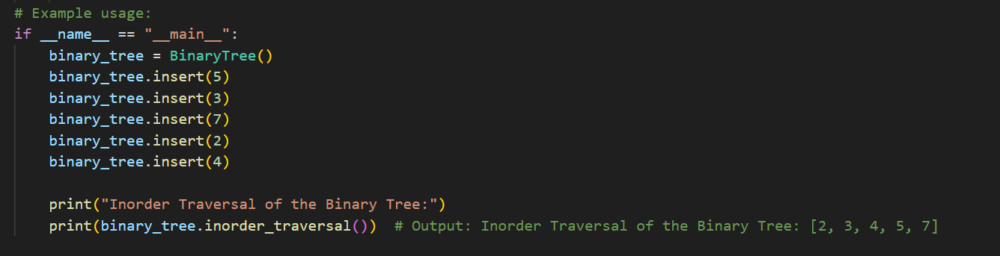 # Example usage:
if __name__ == "__main__":
    binary_tree = BinaryTree()
    binary_tree.insert(5)
    binary_tree.insert(3)
    binary_tree.insert(7)
    binary_tree.insert(2)
    binary_tree.insert(4)

    print("Inorder Traversal of the Binary Tree:")
    print(binary_tree.inorder_traversal())  # Output: Inorder Traversal of the Binary Tree: [2, 3, 4, 5, 7]